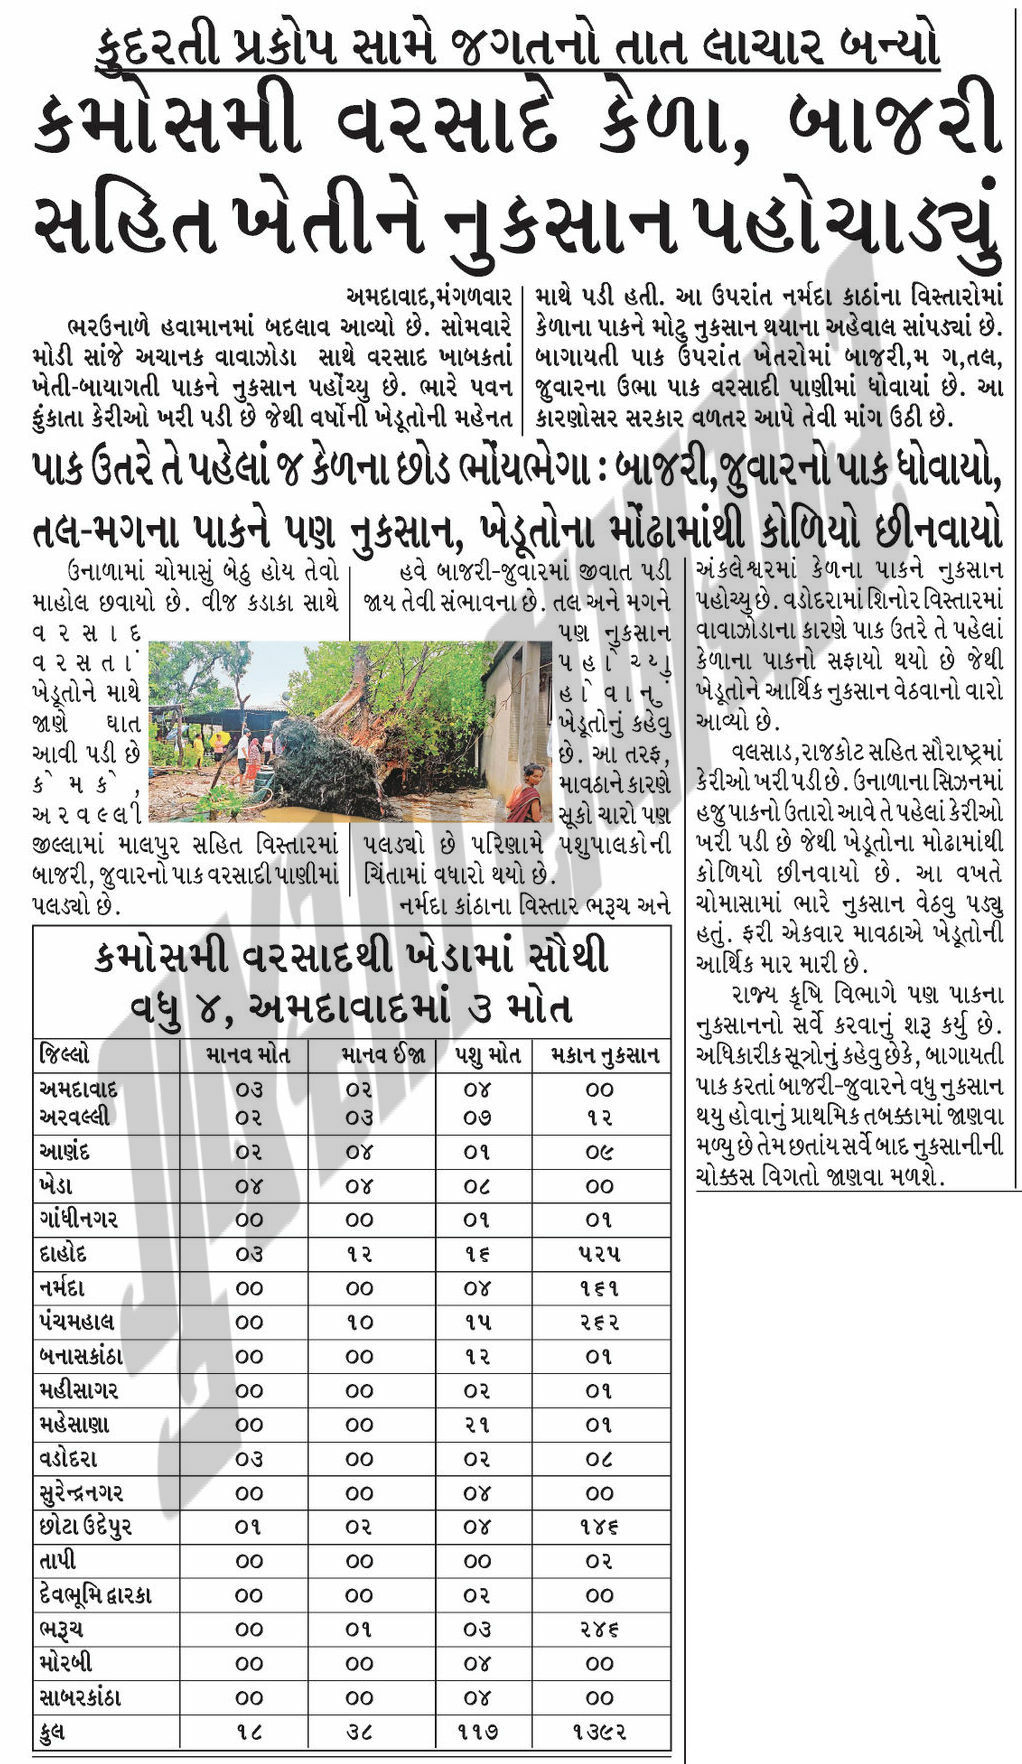 કુદરતી પ્રકોપ સામે જગતનો તાત લાચાર બન્યો
કમોસમી વરસાદે કેળા, બાજરી
સહિત ખેતીને નુકસાન પહોચાડ્યું
અમદાવાદ,મંગળવાર
ભરઉનાળે હવામાનમાં બદલાવ આવ્યો છે. સોમવારે
મોડી સાંજે અચાનક વાવાઝોડા સાથે વરસાદ ખાબકતાં
ખેતી-બાયાગતી પાકને નુકસાન પહોંચ્યુ છે. ભારે પવન
ફુંકાતા કેરીઓ ખરી પડી છે જેથી વર્ષોની ખેડૂતોની મહેનત
માથે પડી હતી. આ ઉપરાંત નર્મદા કાઠાંના વિસ્તારોમાં
કેળાના પાકને મોટુ નુકસાન થયાના અહેવાલ સાંપડ્યાં છે.
બાગાયતી પાક ઉપરાંત ખેતરોમાં બાજરી,મ ગ,તલ,
જુવારના ઉભા પાક વરસાદી પાણીમાં ધોવાયાં છે. આ
કારણોસર સરકાર વળતર આપે તેવી માંગ ઉઠી છે.
પાક ઉતરે તે પહેલાં જ કેળના છોડ ભોંયભેગા : બાજરી,જુવારનો પાક ધોવાયો,
તલ-મગના પાકને પણ નુકસાન, ખેડૂતોના મોંઢામાંથી કોળિયો છીનવાયો
ઉનાળામાં ચોમાસું બેઠુ હોય તેવો
માહોલ છવાયો છે. વીજ કડાકા સાથે
વરસાદ
વરસતાં
ખેડૂતોને માથે
જાણે ઘાત
આવી પડી છે
કેમકે,
અરવલ્લી
જીલ્લામાં માલપુર સહિત વિસ્તારમાં
બાજરી, જુવારનો પાક વરસાદી પાણીમાં
પલડ્યો છે.
હવે બાજરી-જુવારમાં જીવાત પડી
જાય તેવી સંભાવના છે. તલ અને મગને
પણ નુકસાન
પહોચ્યુ
હોવાનું
ખેડૂતોનું કહેવુ
છે. આ તરફ,
માવઠાને કારણે
સૂકો ચારો પણ
પલડ્યો છે પરિણામે પશુપાલકોની
ચિંતામાં વધારો થયો છે.
નર્મદા કાંઠાના વિસ્તાર ભરૂચ અને
અંકલેશ્વરમાં કેળના પાકને નુકસાન
પહોચ્યુ છે. વડોદરામાં શિનોર વિસ્તારમાં
વાવાઝોડાના કારણે પાક ઉતરે તે પહેલાં
કેળાના પાકનો સફાયો થયો છે જેથી
ખેડૂતોને આર્થિક નુકસાન વેઠવાનો વારો
આવ્યો છે.
વલસાડ,રાજકોટ સહિત સૌરાષ્ટ્રમાં
કેરીઓ ખરી પડી છે. ઉનાળાના સિઝનમાં
હજુ પાકનો ઉતારો આવે તે પહેલાં કેરીઓ
ખરી પડી છે જેથી ખેડૂતોના મોઢામાંથી
કોળિયો છીનવાયો છે. આ વખતે
ચોમાસામાં ભારે નુકસાન વેઠવુ પડ્યુ
હતું. ફરી એકવાર માવઠાએ ખેડૂતોની
આર્થિક માર મારી છે.
રાજ્ય કૃષિ વિભાગે પણ પાકના
નુકસાનનો સર્વે કરવાનું શરૂ કર્યુ છે.
અધિકારીક સૂત્રોનું કહેવુ છેકે, બાગાયતી
પાક કરતાં બાજરી-જુવારને વધુ નુકસાન
થયુ હોવાનું પ્રાથમિક તબક્કામાં જાણવા
મળ્યુ છે તેમ છતાંય સર્વે બાદ નુકસાનીની
ચોક્કસ વિગતો જાણવા મળશે.
કમોસમી વરસાદથી ખેડામાં સૌથી
વધુ ૪, અમદાવાદમાં ૩ મોત
જિલ્લો માનવ મોત માનવ ઈજા પશુ મોત મકાન નુકસાન
અમદાવાદ ૦૩ ૦૨ ૦૪ ૦૦
અરવલ્લી ૦૨ ૦૩ ૦૭ ૧૨
આણંદ ૦૨ ૦૪ ૦૧ ૦૯
ખેડા ૦૪ ૦૪ ૦૮ ૦૦
ગાંધીનગર ૦૦ ૦૦ ૦૧ ૦૧
દાહોદ ૦૩ ૧૨ ૧૬ ૫૨૫
નર્મદા ૦૦ ૦૦ ૦૪ ૧૬૧
પંચમહાલ ૦૦ ૧૦ ૧૫ ૨૬૨
બનાસકાંઠા ૦૦ ૦૦ ૧૨ ૦૧
મહીસાગર ૦૦ ૦૦ ૦૨ ૦૧
મહેસાણા ૦૦ ૦૦ ૨૧ ૦૧
વડોદરા ૦૩ ૦૦ ૦૨ ૦૮
સુરેન્દ્રનગર ૦૦ ૦૦ ૦૪ ૦૦
છોટા ઉદેપુર ૦૧ ૦૨ ૦૪ ૧૪૬
તાપી ૦૦ ૦૦ ૦૦ ૦૨
દેવભૂમિ દ્વારકા ૦૦ ૦૦ ૦૨ ૦૦
ભરૂચ ૦૦ ૦૧ ૦૩ ૨૪૬
મોરબી ૦૦ ૦૦ ૦૪ ૦૦
સાબરકાંઠા ૦૦ ૦૦ ૦૪ ૦૦
કુલ ૧૮ ૩૮ ૧૧૭ ૧૩૯૨